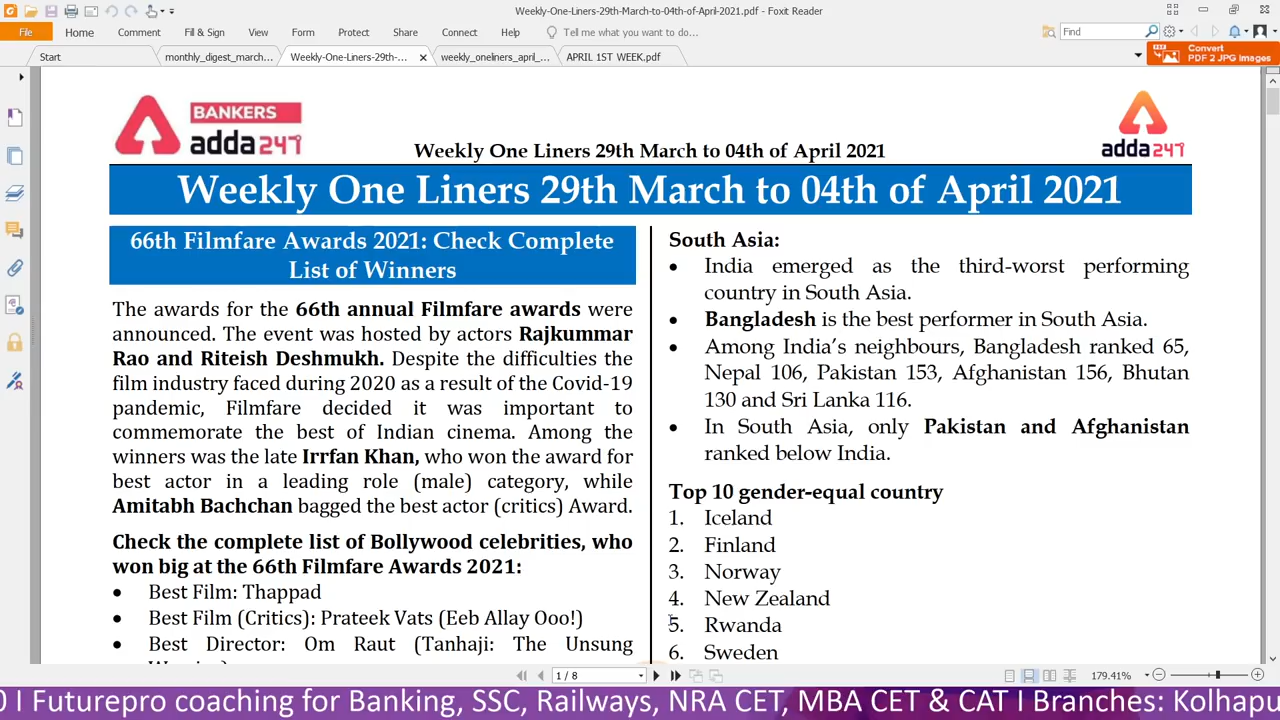 Weekly-One-Liners-29th-March-to-04th-of-April-2021.pdf - Foxit Reader
File Home Comment Fill & Sign View Form Protect Share Connect Help Tell me what you want to do... Find
Start monthly_digest_march... Weekly-One-Liners-29th-... weekly_oneliners_april_... APRIL 1ST WEEK.pdf
Convert
PDF 2 JPG Images
BANKERS
adda247
adda247
Weekly One Liners 29th March to 04th of April 2021
Weekly One Liners 29th March to 04th of April 2021
66th Filmfare Awards 2021: Check Complete
List of Winners
The awards for the 66th annual Filmfare awards were
announced. The event was hosted by actors Rajkummar
Rao and Riteish Deshmukh. Despite the difficulties the
film industry faced during 2020 as a result of the Covid-19
pandemic, Filmfare decided it was important to
commemorate the best of Indian cinema. Among the
winners was the late Irrfan Khan, who won the award for
best actor in a leading role (male) category, while
Amitabh Bachchan bagged the best actor (critics) Award.
Check the complete list of Bollywood celebrities, who
won big at the 66th Filmfare Awards 2021:
• Best Film: Thappad
• Best Film (Critics): Prateek Vats (Eeb Allay Ooo!)
• Best Director: Om Raut (Tanhaji: The Unsung
South Asia:
• India emerged as the third-worst performing
country in South Asia.
• Bangladesh is the best performer in South Asia.
• Among India's neighbours, Bangladesh ranked 65,
Nepal 106, Pakistan 153, Afghanistan 156, Bhutan
130 and Sri Lanka 116.
• In South Asia, only Pakistan and Afghanistan
ranked below India.
Top 10 gender-equal country
1. Iceland
2. Finland
3. Norway
4. New Zealand
5. Rwanda
6. Sweden
1 / 8
179.41%
0 I Futurepro coaching for Banking, SSC, Railways, NRA CET, MBA CET & CAT I Branches: Kolhapu